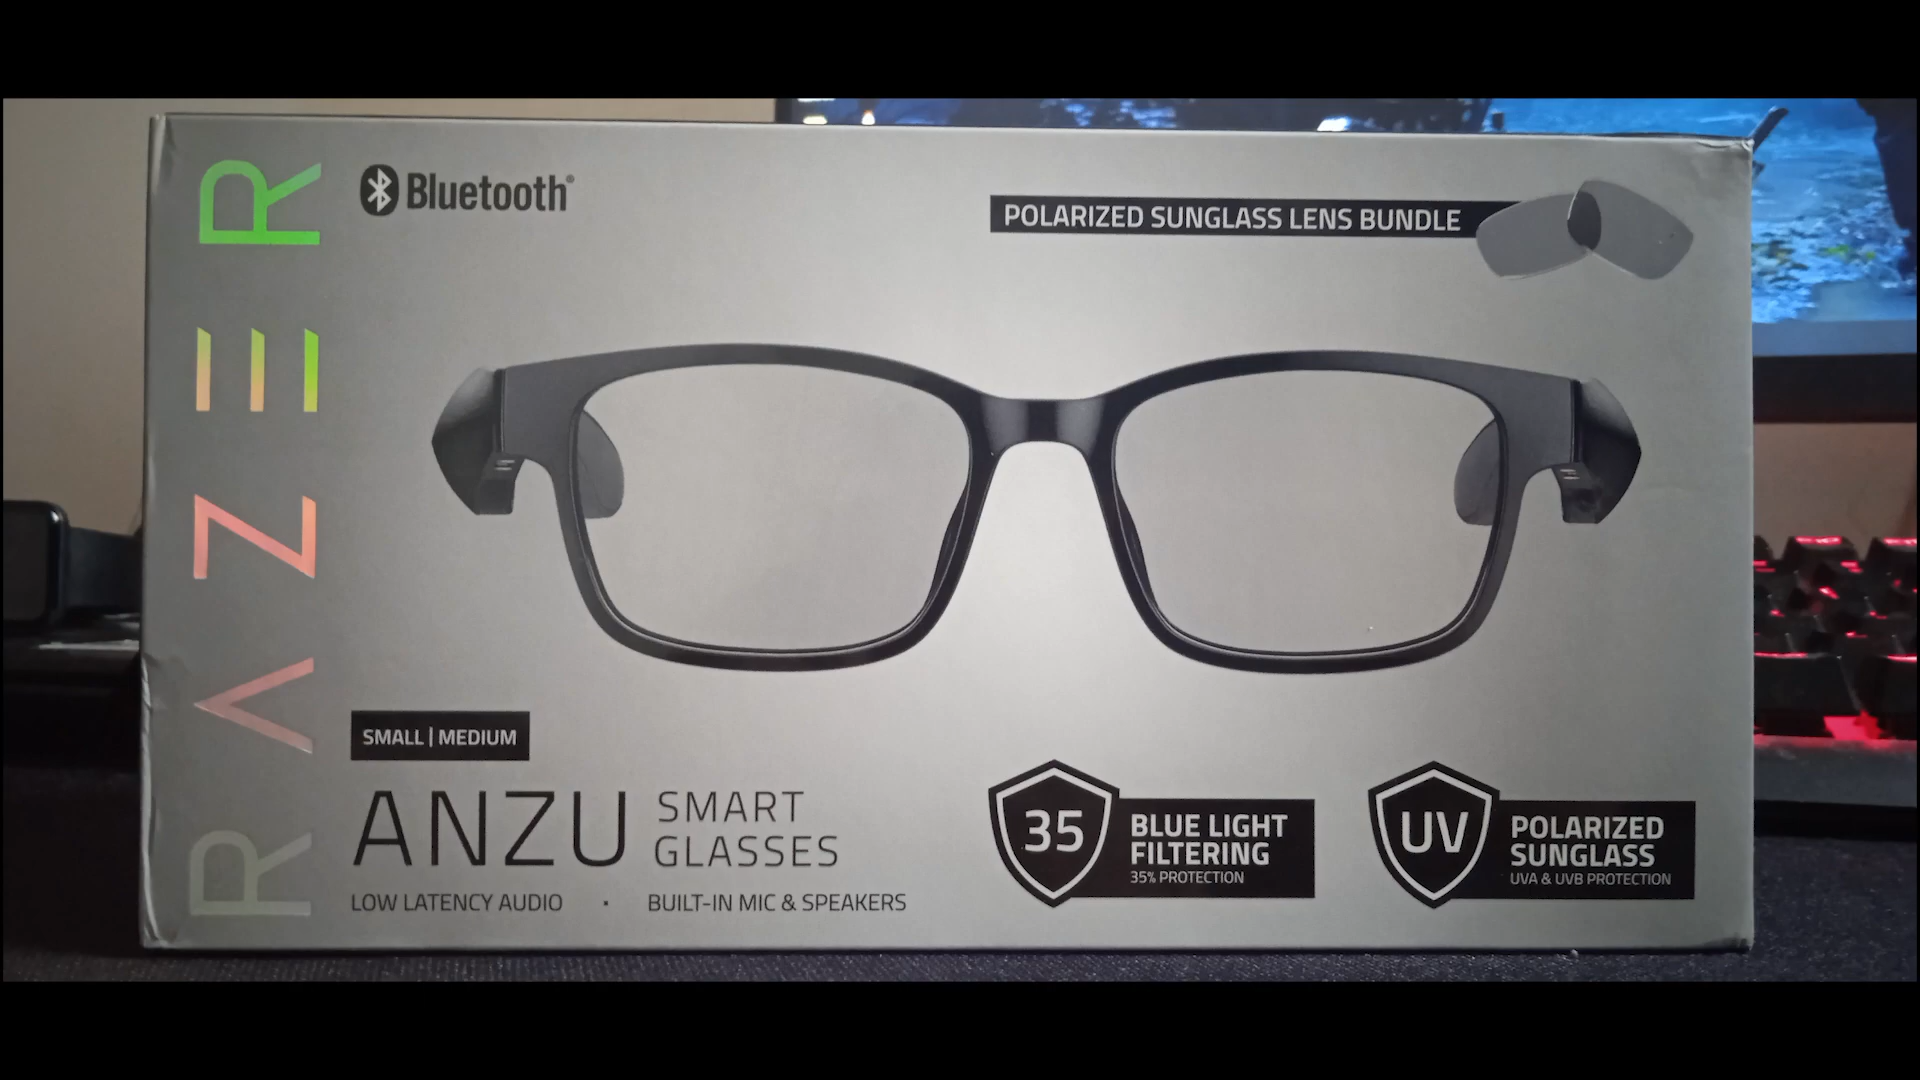 RAZER
Bluetooth®
POLARIZED SUNGLASS LENS BUNDLE
SMALL | MEDIUM
ANZU SMART
GLASSES
LOW LATENCY AUDIO · BUILT-IN MIC & SPEAKERS
35
BLUE LIGHT
FILTERING
35% PROTECTION
UV
POLARIZED
SUNGLASS
UVA & UVB PROTECTION